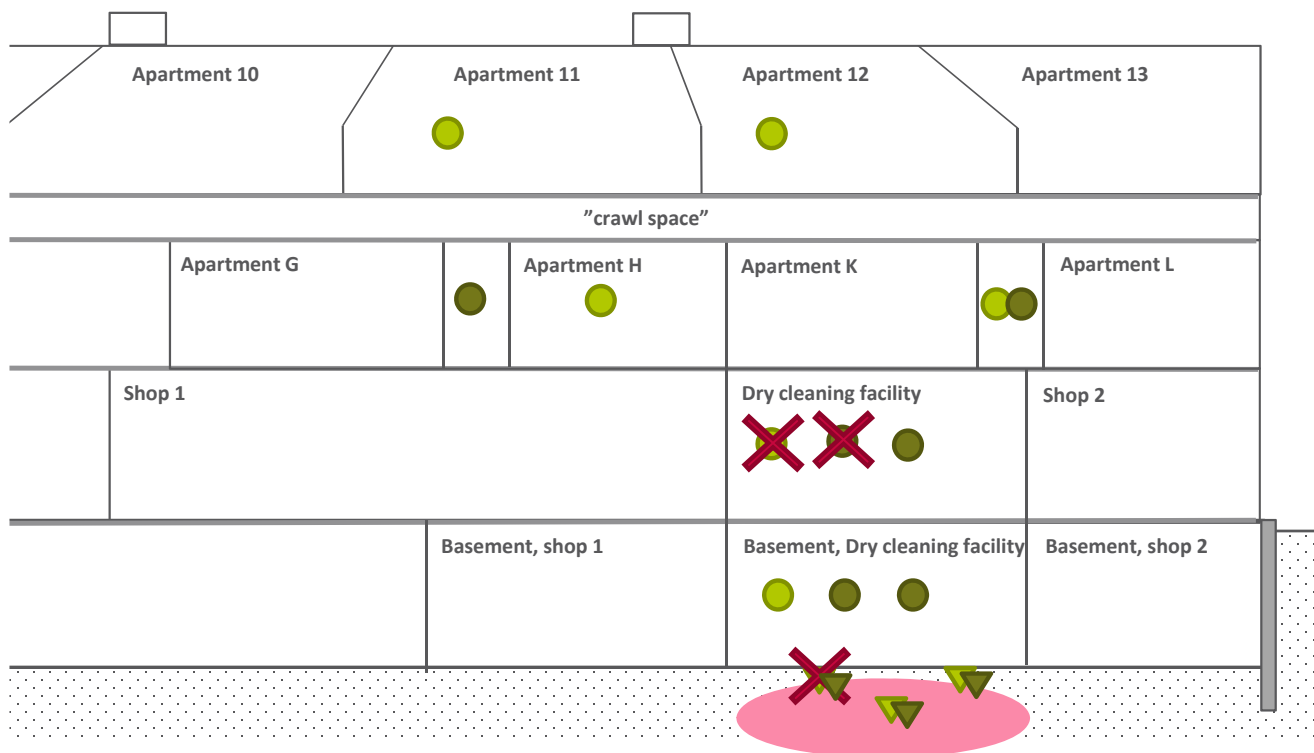 Apartment 10
Apartment 11
Apartment 12
Apartment 13
”crawl space”
Apartment G
Apartment H
Apartment K
Apartment L
Shop 1
Dry cleaning facility
Shop 2
Basement, shop 1
Basement, Dry cleaning facility
Basement, shop 2